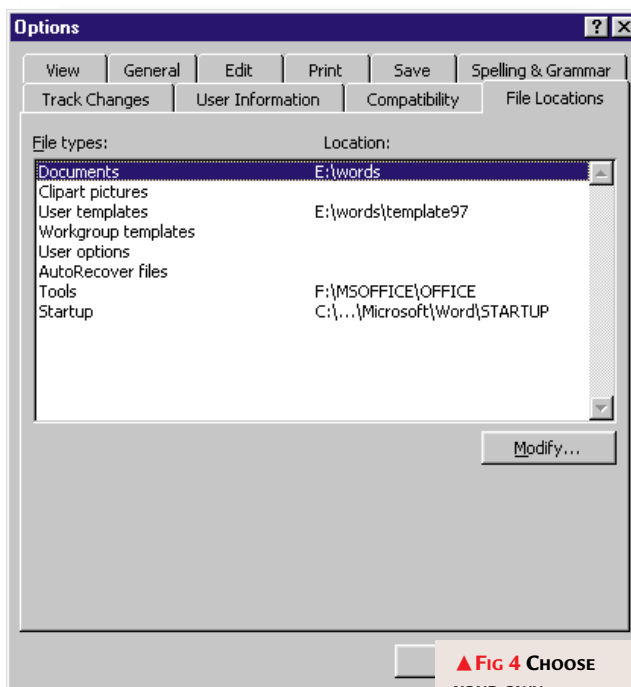 Options
View General Edit Print Save Spelling & Grammar
Track Changes User Information Compatibility File Locations
File types: Location:
Documents E:\words
Clipart pictures
User templates E:\words\template97
Workgroup templates
User options
AutoRecover files
Tools F:\MSOFFICE\OFFICE
Startup C:\...\Microsoft\Word\STARTUP
Modify...
▲FIG 4 CHOOSE